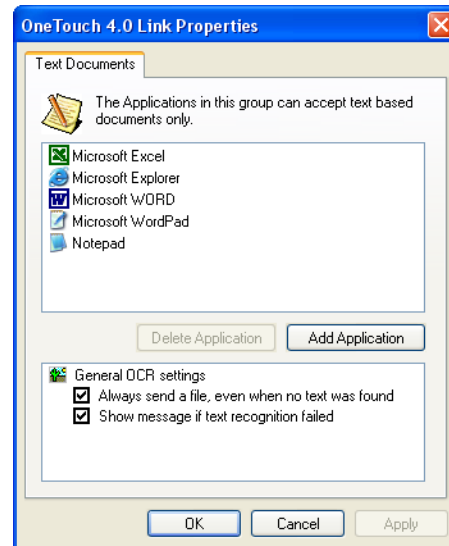 OneTouch 4.0 Link Properties
Text Documents
The Applications in this group can accept text based
documents only.
Microsoft Excel
Microsoft Explorer
Microsoft WORD
Microsoft WordPad
Notepad
Delete Application Add Application
General OCR settings
Always send a file, even when no text was found
Show message if text recognition failed
OK Cancel Apply